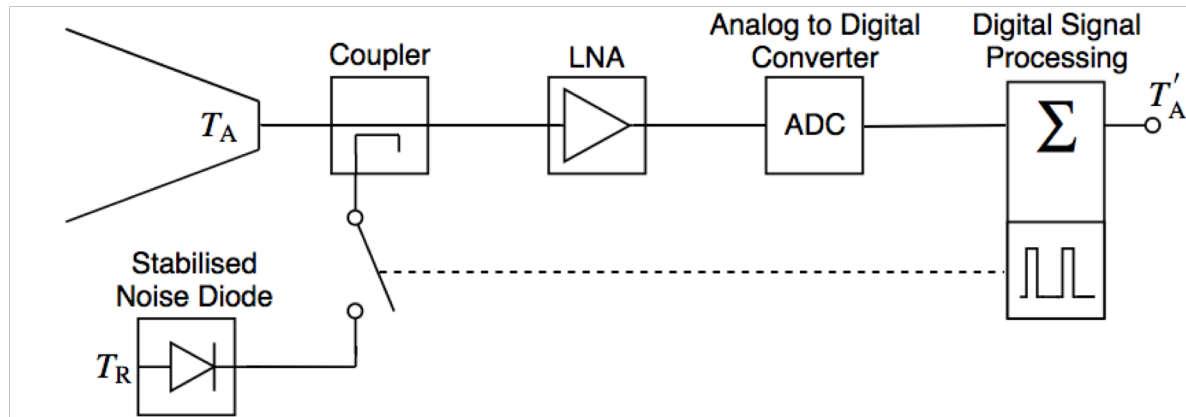 Coupler
LNA
Analog to Digital
Converter
Digital Signal
Processing
T_A
ADC
Σ
T'_A
Stabilised
Noise Diode
T_R